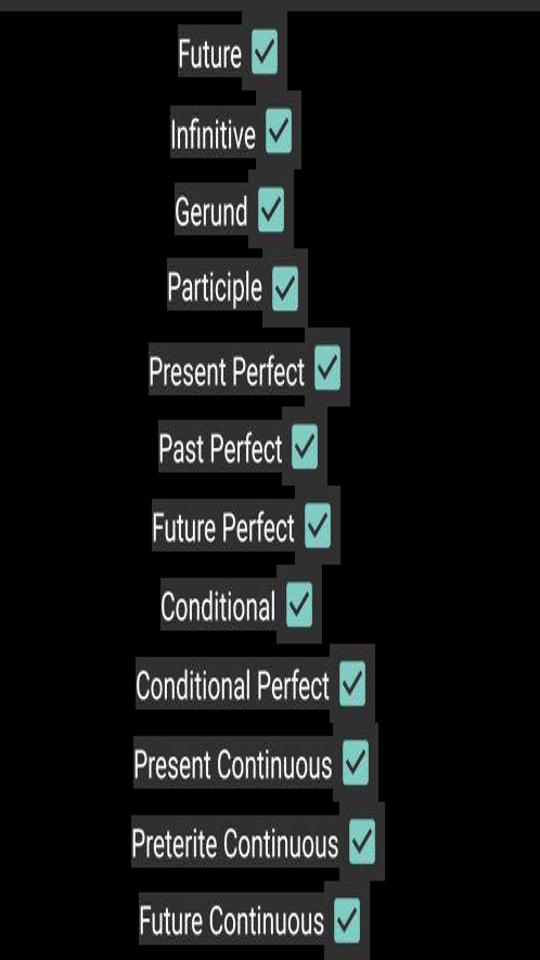 Future
Infinitive
Gerund
Participle
Present Perfect
Past Perfect
Future Perfect
Conditional
Conditional Perfect
Present Continuous
Preterite Continuous
Future Continuous